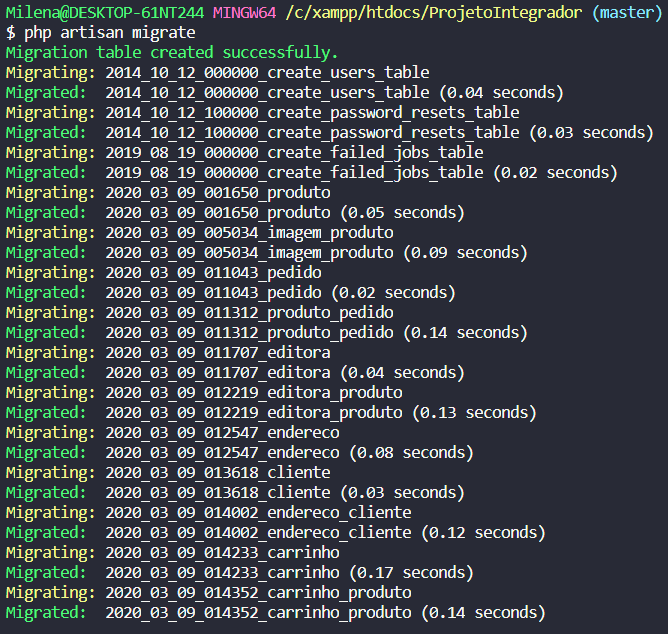 Milena@DESKTOP-61NT244 MINGW64 /c/xampp/htdocs/ProjetoIntegrador (master)
$ php artisan migrate
Migration table created successfully.
Migrating: 2014_10_12_000000_create_users_table
Migrated:  2014_10_12_000000_create_users_table (0.04 seconds)
Migrating: 2014_10_12_100000_create_password_resets_table
Migrated:  2014_10_12_100000_create_password_resets_table (0.03 seconds)
Migrating: 2019_08_19_000000_create_failed_jobs_table
Migrated:  2019_08_19_000000_create_failed_jobs_table (0.02 seconds)
Migrating: 2020_03_09_001650_produto
Migrated:  2020_03_09_001650_produto (0.05 seconds)
Migrating: 2020_03_09_005034_imagem_produto
Migrated:  2020_03_09_005034_imagem_produto (0.09 seconds)
Migrating: 2020_03_09_011043_pedido
Migrated:  2020_03_09_011043_pedido (0.02 seconds)
Migrating: 2020_03_09_011312_produto_pedido
Migrated:  2020_03_09_011312_produto_pedido (0.14 seconds)
Migrating: 2020_03_09_011707_editora
Migrated:  2020_03_09_011707_editora (0.04 seconds)
Migrating: 2020_03_09_012219_editora_produto
Migrated:  2020_03_09_012219_editora_produto (0.13 seconds)
Migrating: 2020_03_09_012547_endereco
Migrated:  2020_03_09_012547_endereco (0.08 seconds)
Migrating: 2020_03_09_013618_cliente
Migrated:  2020_03_09_013618_cliente (0.03 seconds)
Migrating: 2020_03_09_014002_endereco_cliente
Migrated:  2020_03_09_014002_endereco_cliente (0.12 seconds)
Migrating: 2020_03_09_014233_carrinho
Migrated:  2020_03_09_014233_carrinho (0.17 seconds)
Migrating: 2020_03_09_014352_carrinho_produto
Migrated:  2020_03_09_014352_carrinho_produto (0.14 seconds)